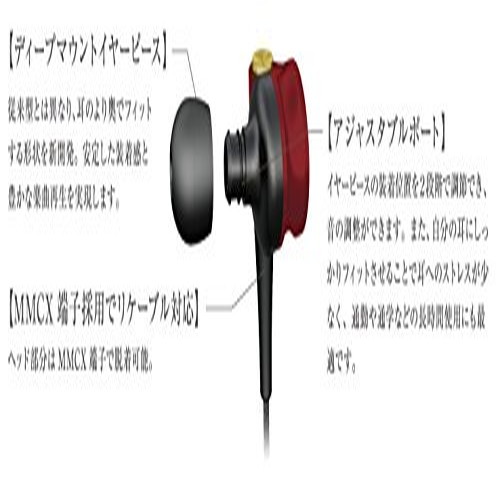 【ディープマウントイヤーピース】
従来型とは異なり、耳のより奥でフィット
する形状を新開発。安定した装着感と
豊かな楽曲再生を実現します。
【アジャスタブルポート】
イヤーピースの装着位置を2段階で調節でき、
音の調整ができます。また、自分の耳にしっ
かりフィットさせることで耳へのストレスが少
なく、通勤や通学などの長時間使用にも最
適です。
【MMCX 端子採用でリケーブル対応】
ヘッド部分は MMCX 端子で脱着可能。